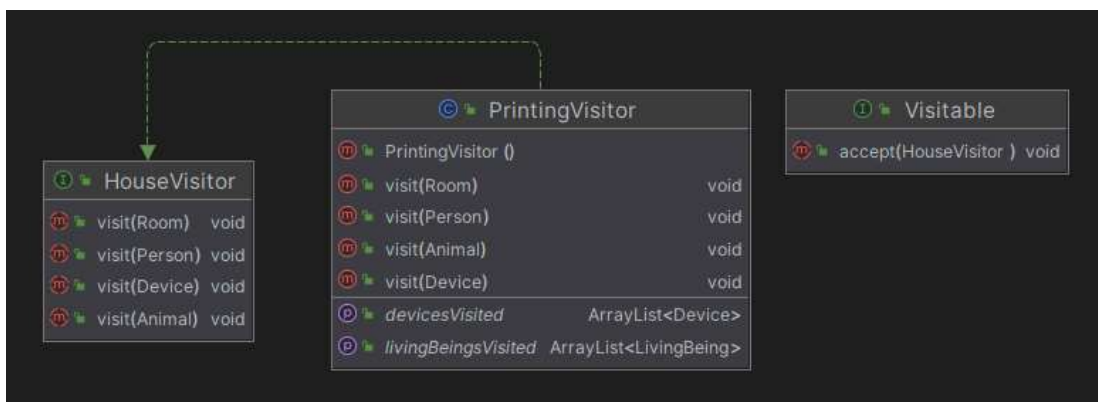 HouseVisitor
visit(Room) void
visit(Person) void
visit(Device) void
visit(Animal) void
PrintingVisitor
PrintingVisitor ()
visit(Room) void
visit(Person) void
visit(Animal) void
visit(Device) void
devicesVisited ArrayList<Device>
livingBeingsVisited ArrayList<LivingBeing>
Visitable
accept(HouseVisitor ) void